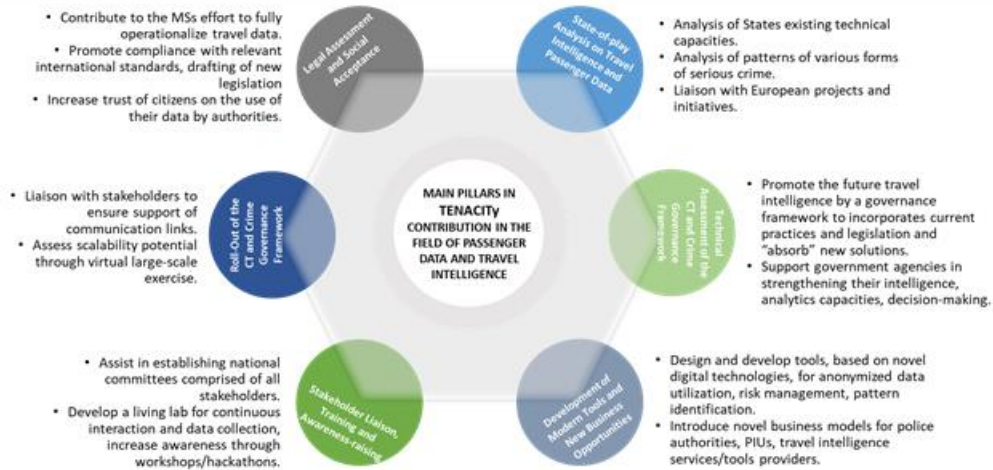 • Contribute to the MSs effort to fully
operationalize travel data.
• Promote compliance with relevant
international standards, drafting of new
legislation
• Increase trust of citizens on the use of
their data by authorities.
Legal Assessment
and Social
Acceptance
State-of-play
Analysis on Travel
Intelligence and
Passenger Data
• Analysis of States existing technical
capacities.
• Analysis of patterns of various forms
of serious crime.
• Liaison with European projects and
initiatives.
• Liaison with stakeholders to
ensure support of
communication links.
• Assess scalability potential
through virtual large-scale
exercise.
Roll-Out of the
CT and Crime
Governance
Framework
MAIN PILLARS IN
TENACITy
CONTRIBUTION IN THE
FIELD OF PASSENGER
DATA AND TRAVEL
INTELLIGENCE
Technical
Assessment of the
CT and Crime
Governance
Framework
• Promote the future travel
intelligence by a governance
framework to incorporates current
practices and legislation and
“absorb” new solutions.
• Support government agencies in
strengthening their intelligence,
analytics capacities, decision-making.
• Assist in establishing national
committees comprised of all
stakeholders.
• Develop a living lab for continuous
interaction and data collection,
increase awareness through
workshops/hackathons.
Stakeholder Liaison,
Training and
Awareness-raising
Development of
Modern Tools and
New Business
Opportunities
• Design and develop tools, based on novel
digital technologies, for anonymized data
utilization, risk management, pattern
identification.
• Introduce novel business models for police
authorities, PIUs, travel intelligence
services/tools providers.